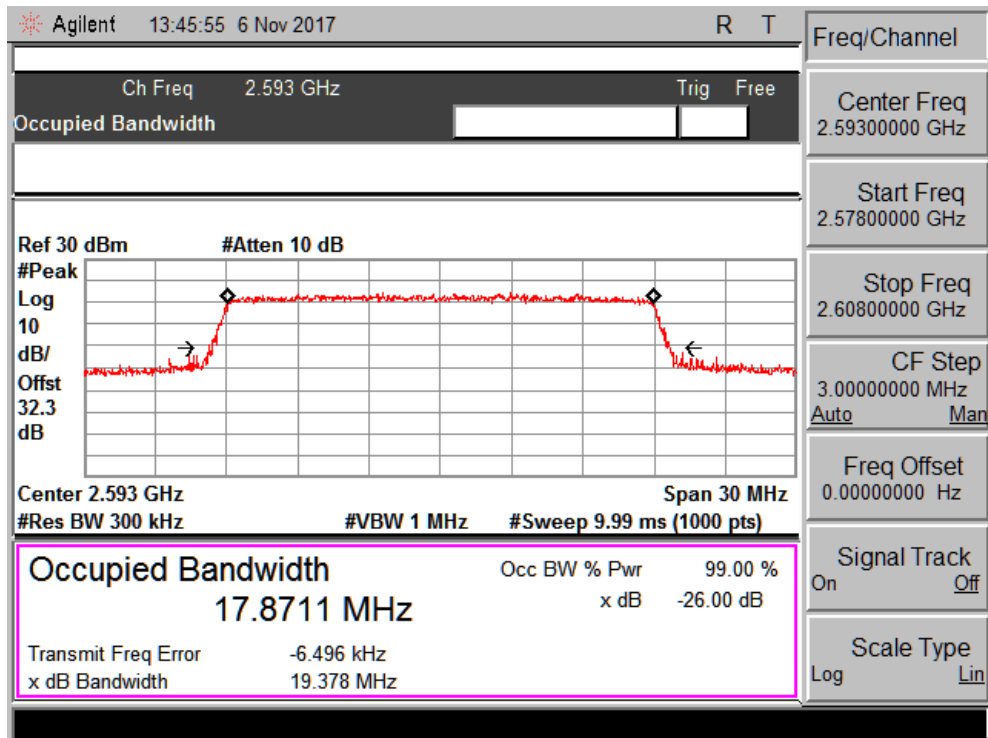 Agilent 13:45:55 6 Nov 2017 R T
Freq/Channel
Ch Freq 2.593 GHz Trig Free
Occupied Bandwidth
Center Freq
2.59300000 GHz
Start Freq
2.57800000 GHz
Stop Freq
2.60800000 GHz
CF Step
3.00000000 MHz
Auto Man
Freq Offset
0.00000000 Hz
Signal Track
On Off
Scale Type
Log Lin
Ref 30 dBm #Atten 10 dB
#Peak
Log
10
dB/
Offst
32.3
dB
Center 2.593 GHz Span 30 MHz
#Res BW 300 kHz #VBW 1 MHz #Sweep 9.99 ms (1000 pts)
Occupied Bandwidth Occ BW % Pwr 99.00 %
17.8711 MHz x dB -26.00 dB
Transmit Freq Error -6.496 kHz
x dB Bandwidth 19.378 MHz